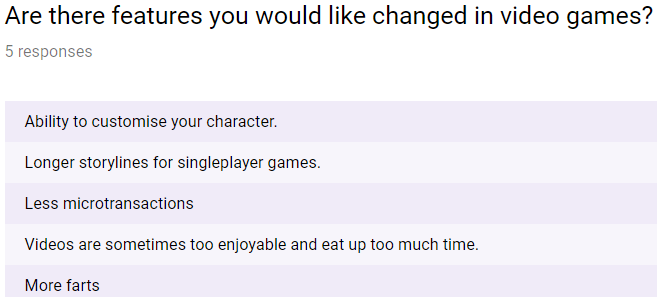 Are there features you would like changed in video games?
5 responses
Ability to customise your character.
Longer storylines for singleplayer games.
Less microtransactions
Videos are sometimes too enjoyable and eat up too much time.
More farts